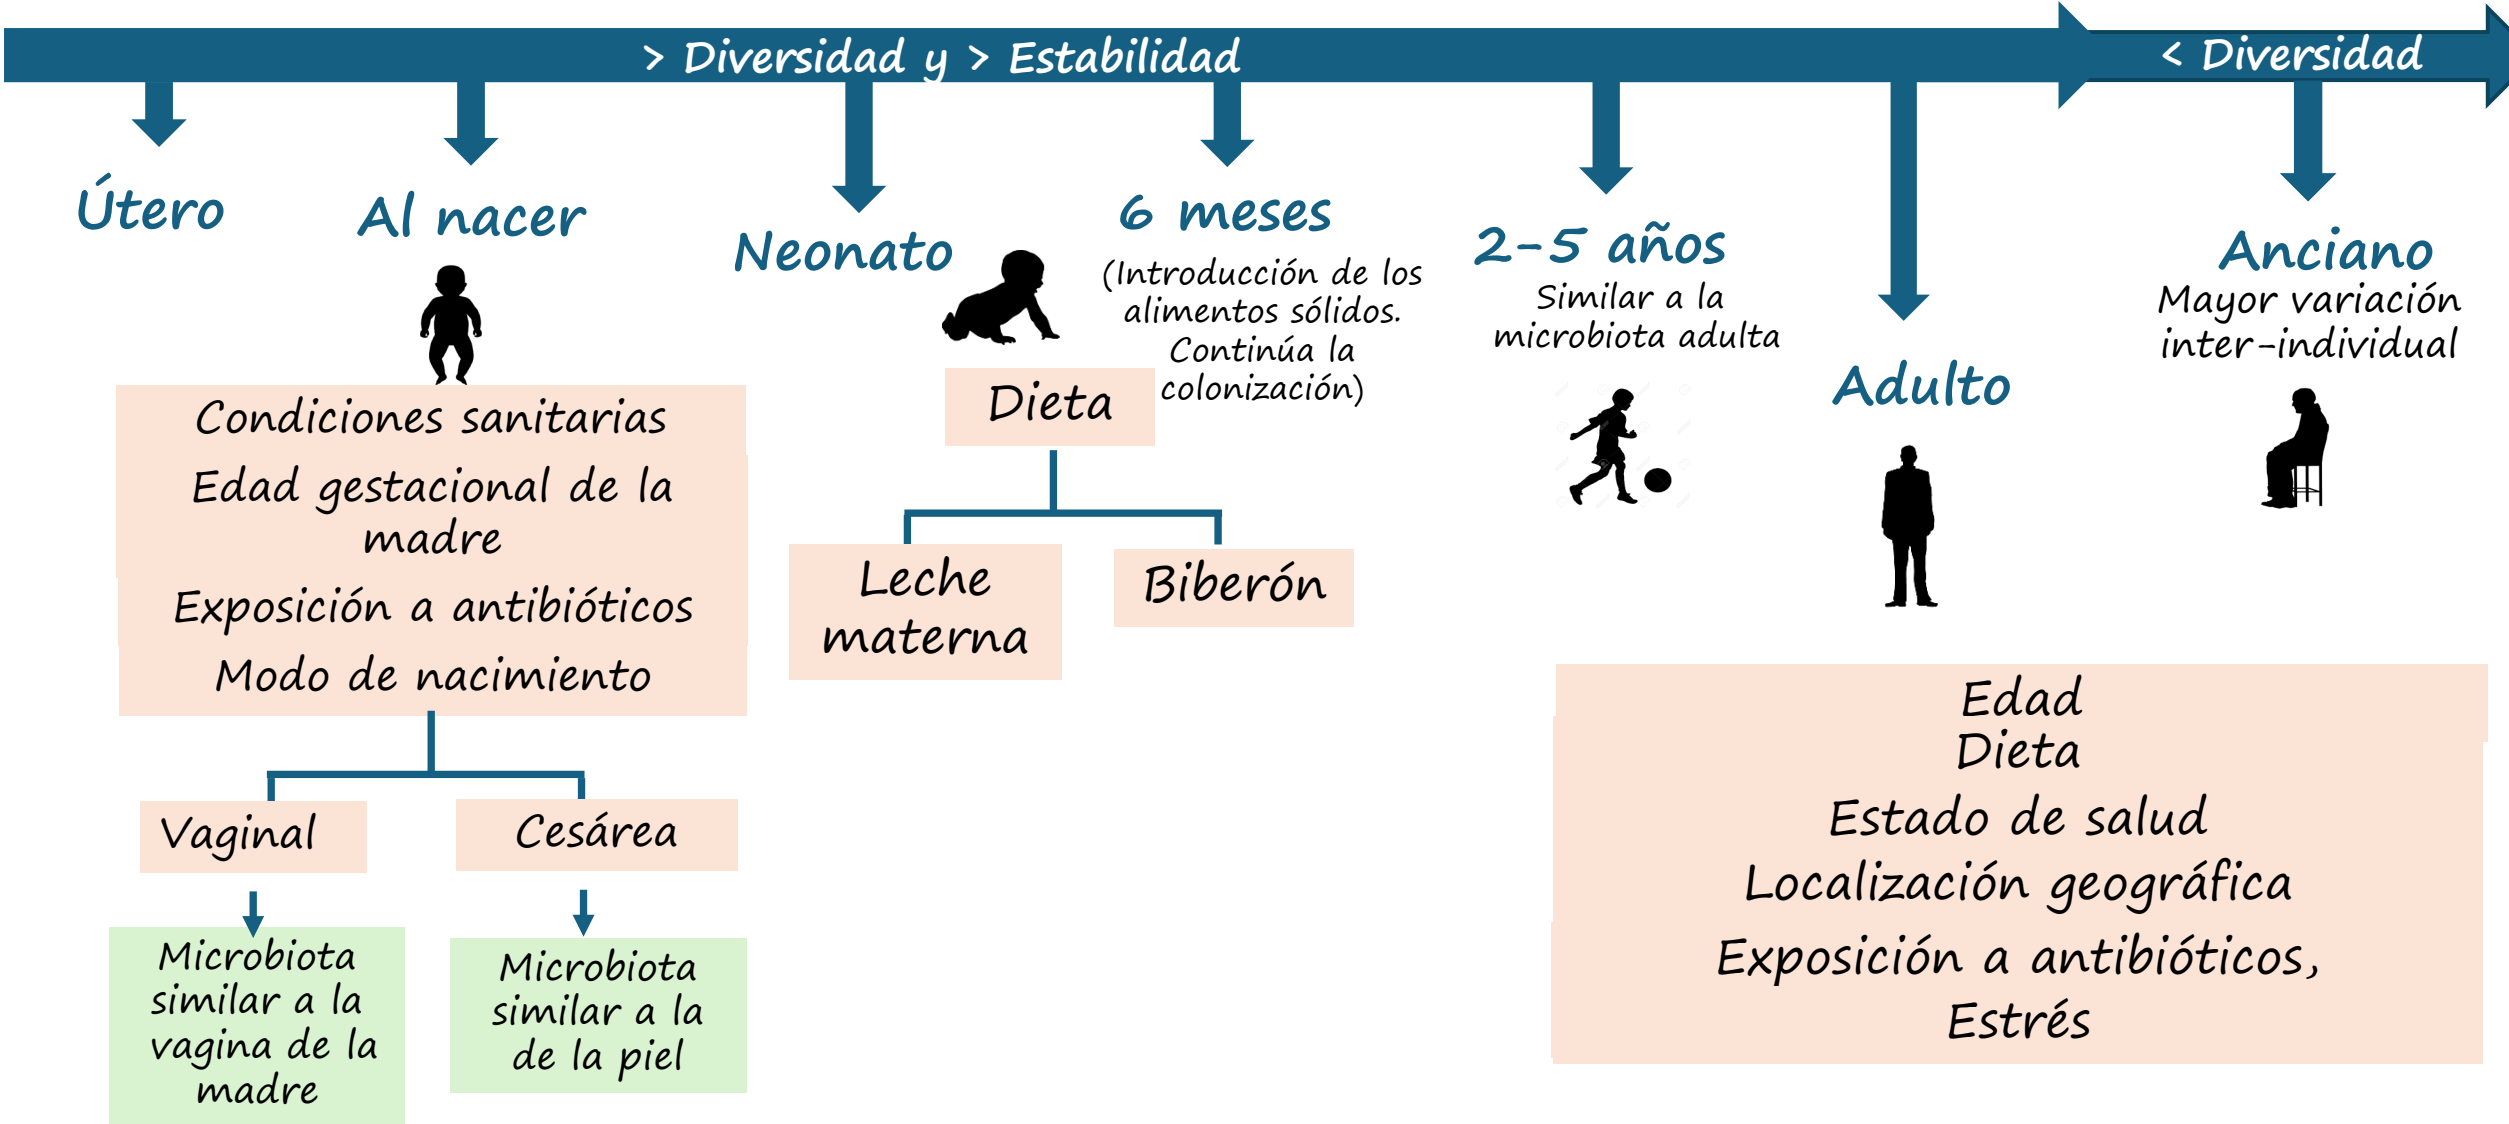 > Diversidad y > Estabilidad
< Diversidad
Útero
Al nacer
Condiciones sanitarias
Edad gestacional de la
madre
Exposición a antibióticos
Modo de nacimiento
Vaginal
Cesárea
Microbiota
similar a la
vagina de la
madre
Microbiota
similar a la
de la piel
Neonato
Dieta
Leche
materna
Biberón
6 meses
(Introducción de los
alimentos sólidos.
Continúa la
colonización)
2-5 años
Similar a la
microbiota adulta
Adulto
Anciano
Mayor variación
inter-individual
Edad
Dieta
Estado de salud
Localización geográfica
Exposición a antibióticos,
Estrés